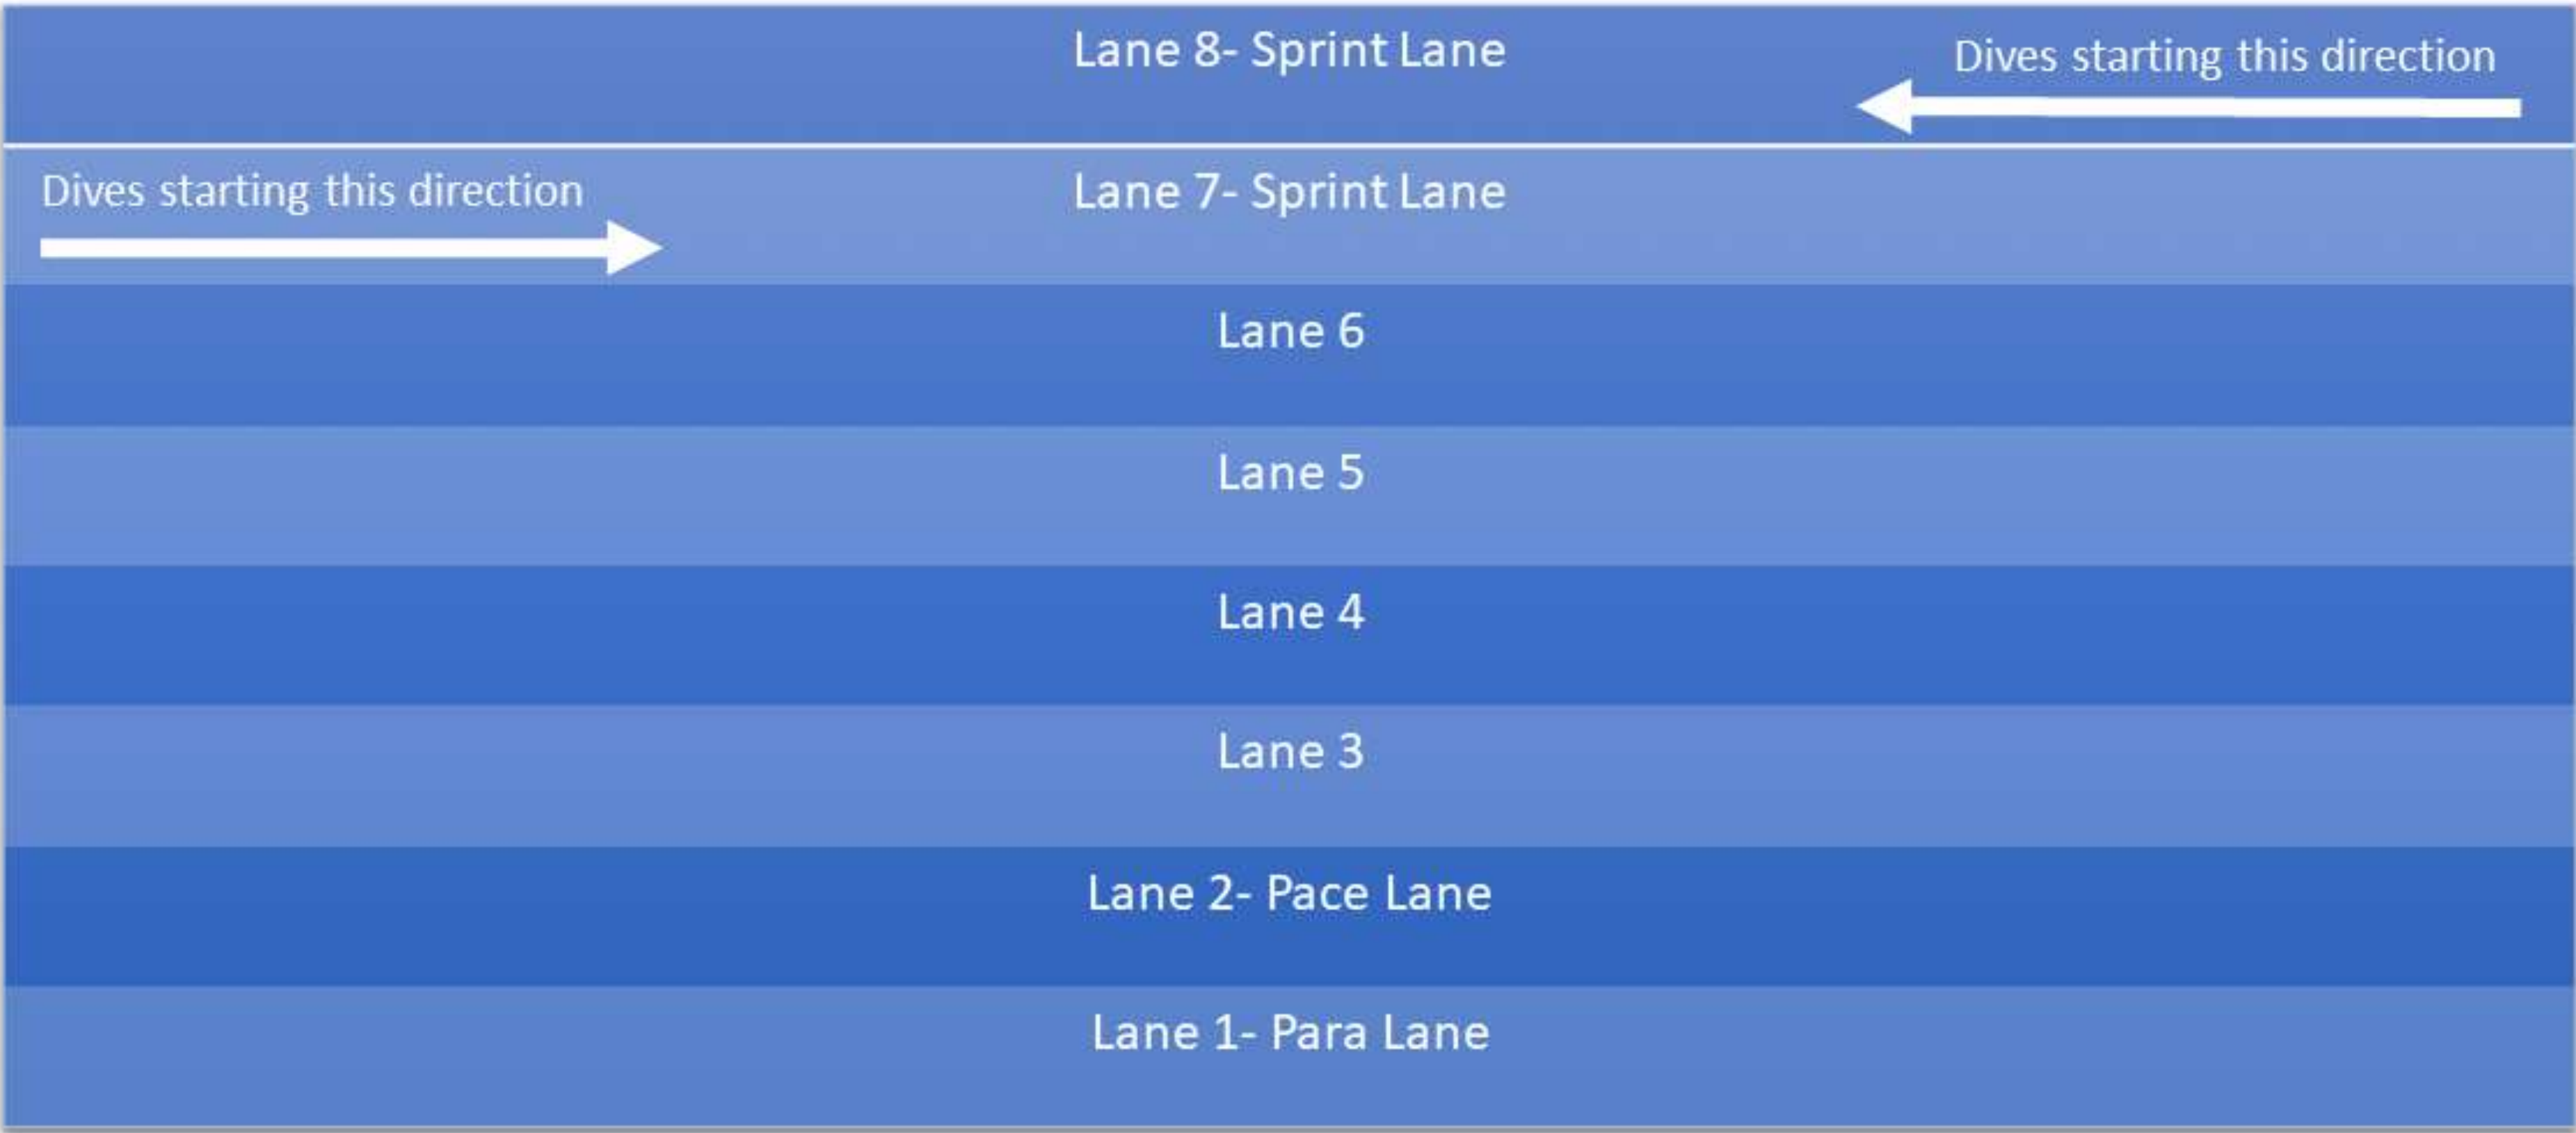 Lane 8- Sprint Lane
Dives starting this direction
Dives starting this direction
Lane 7- Sprint Lane
Lane 6
Lane 5
Lane 4
Lane 3
Lane 2- Pace Lane
Lane 1- Para Lane